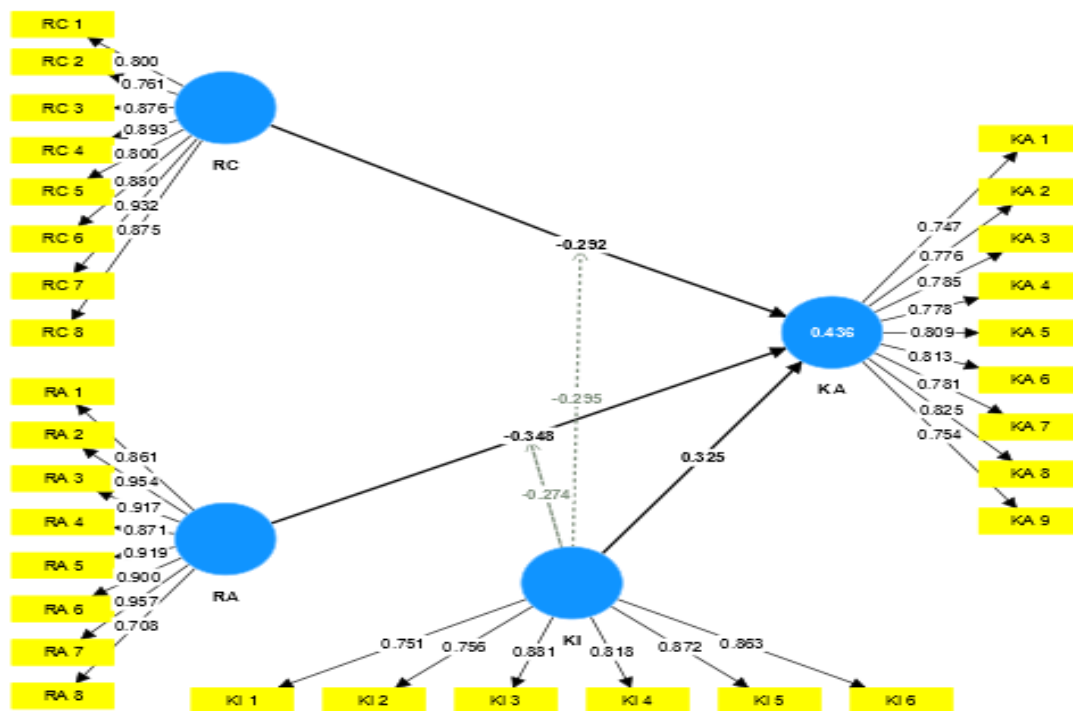 RC 1
RC 2
RC 3
RC 4
RC 5
RC 6
RC 7
RC 8
0.800
0.761
0.876
0.893
0.800
0.880
0.932
0.875
RC
RA 1
RA 2
RA 3
RA 4
RA 5
RA 6
RA 7
RA 8
0.861
0.954
0.917
0.871
0.919
0.900
0.957
0.708
RA
-0.292
-0.295
-0.348
-0.274
0.325
KI
0.751
0.756
0.881
0.818
0.872
0.863
KI 1
KI 2
KI 3
KI 4
KI 5
KI 6
0.436
KA
0.747
0.776
0.785
0.778
0.809
0.813
0.781
0.825
0.754
KA 1
KA 2
KA 3
KA 4
KA 5
KA 6
KA 7
KA 8
KA 9